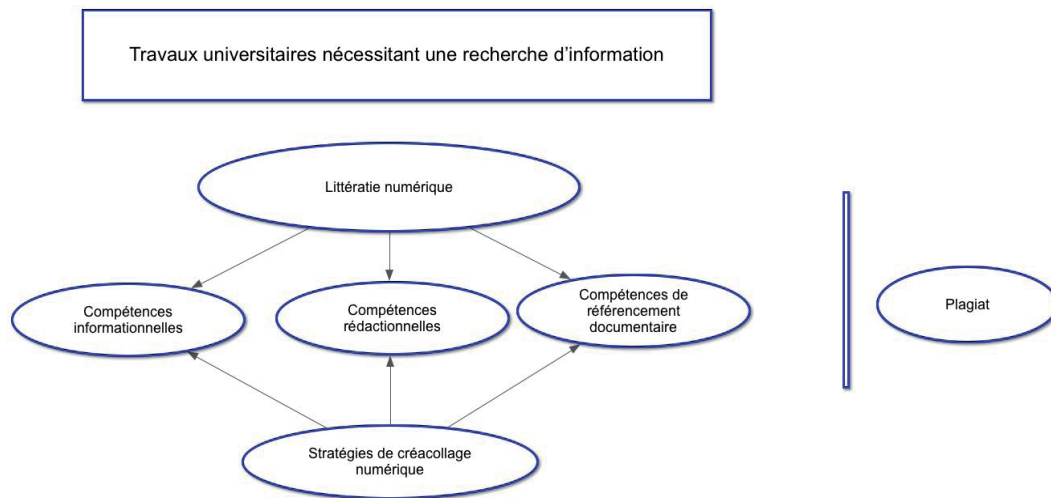 Travaux universitaires nécessitant une recherche d'information
Littératie numérique
Compétences
informationnelles
Compétences
rédactionnelles
Compétences de
référencement
documentaire
Plagiat
Stratégies de créacollage
numérique